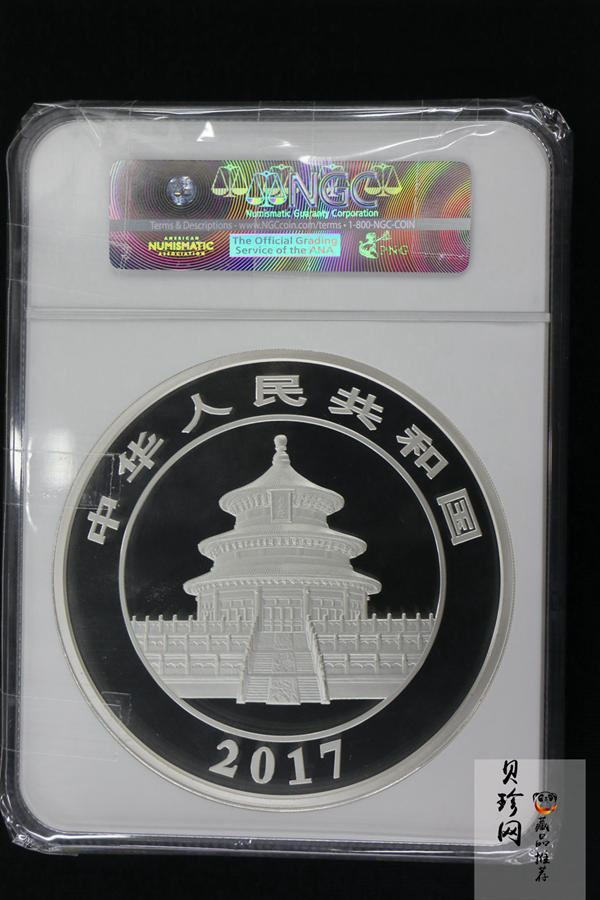 NGC
Numismatic Guaranty Corporation
Terms & Descriptions - www.NGCcoin.com/terms • 1-800-NGC-COIN
AMERICAN
NUMISMATIC
ASSOCIATION
The Official Grading
Service of the ANA
PNG
中华人民共和国
2017
贝珍网
藏品推荐